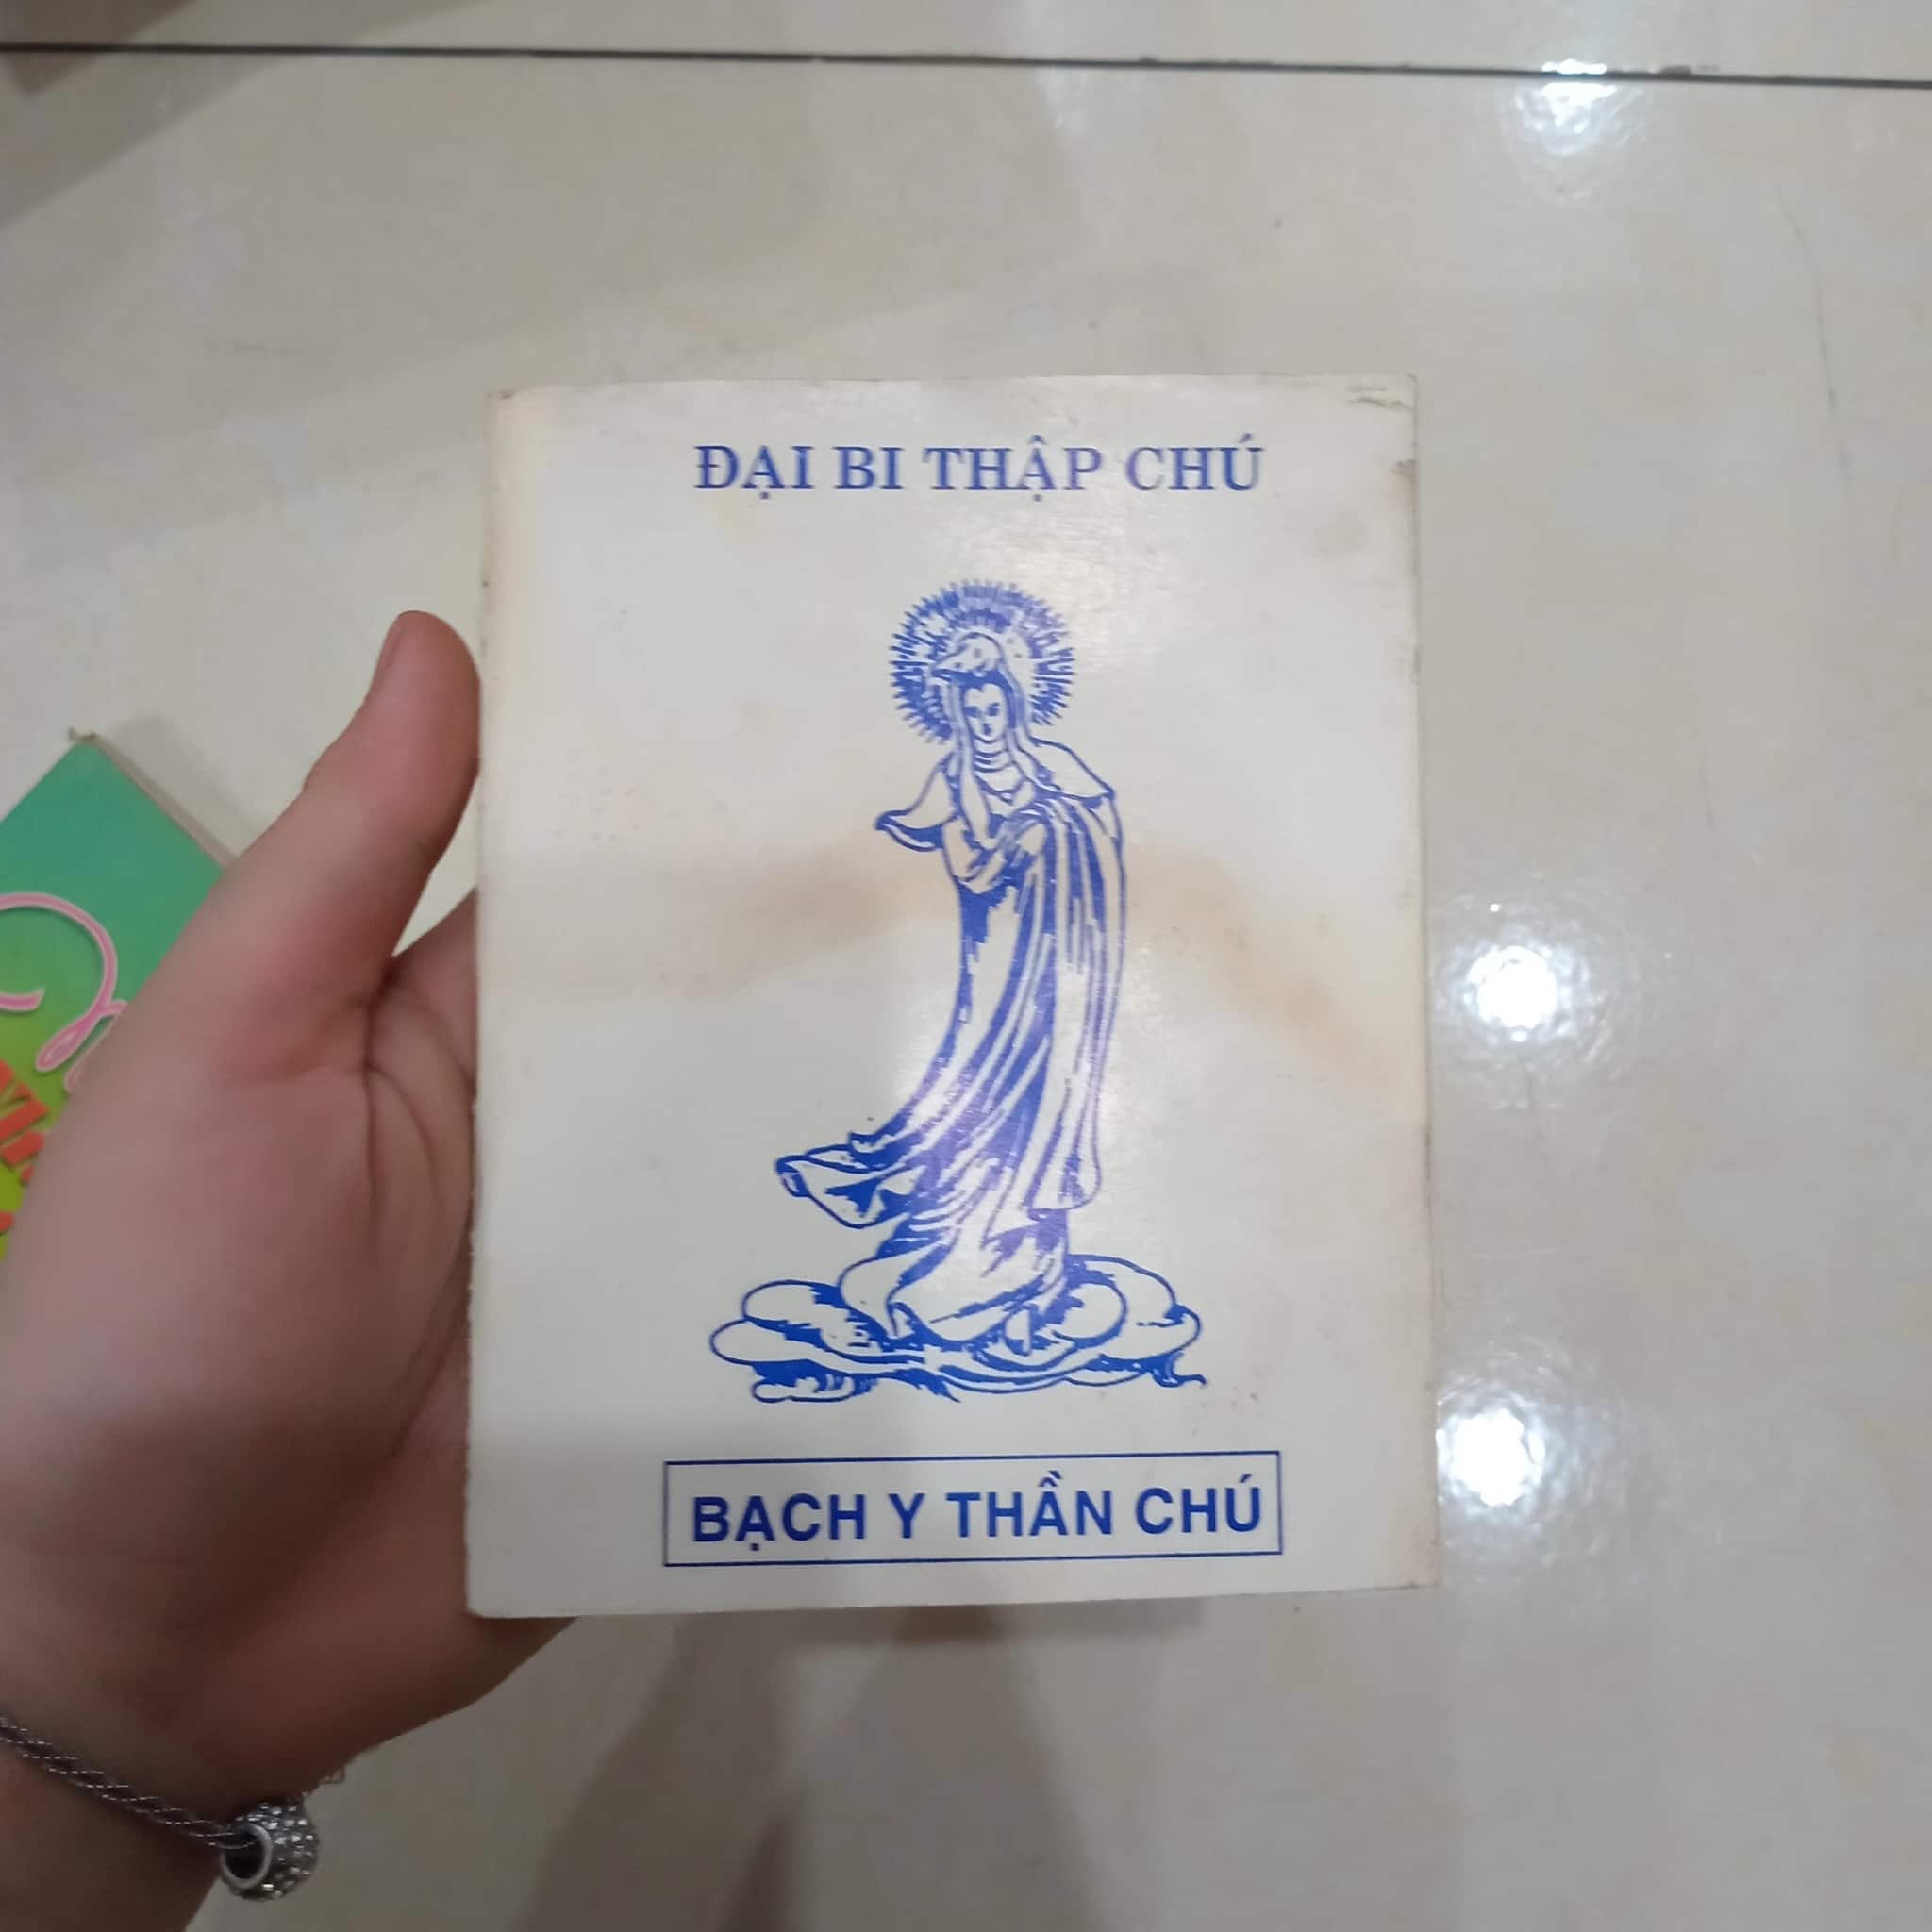 ĐẠI BI THẬP CHÚ
BẠCH Y THẦN CHÚ